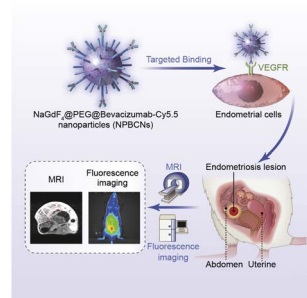 Targeted Binding
VEGFR
NaGdF4@PEG@Bevacizumab-Cy5.5
nanoparticles (NPBCNs)
Endometrial cells
MRI
Endometriosis lesion
MRI
Fluorescence
imaging
Fluorescence
imaging
Abdomen Uterine